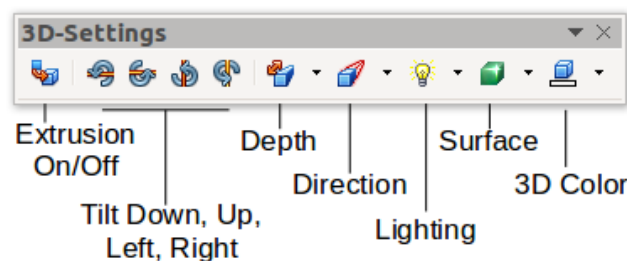 3D-Settings
Extrusion
On/Off
Depth
Surface
Direction
3D Color
Tilt Down, Up,
Left, Right
Lighting